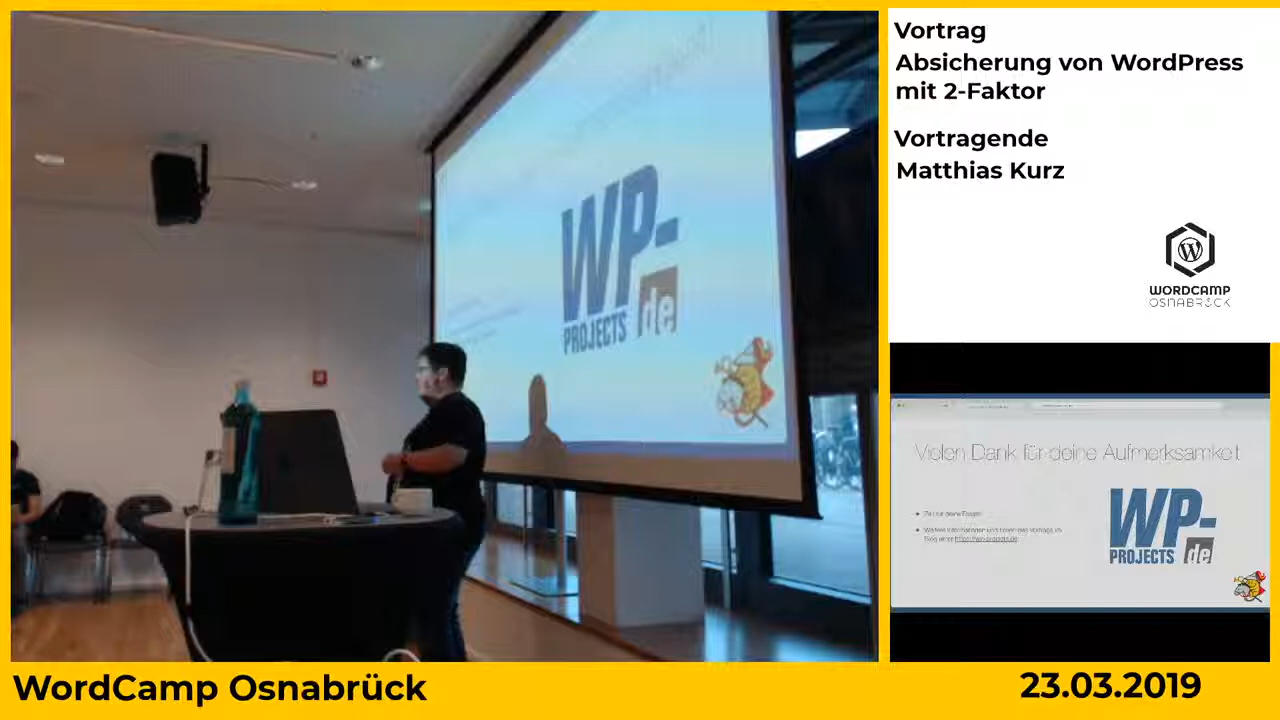 Vortrag
Absicherung von WordPress
mit 2-Faktor
Vortragende
Matthias Kurz
WORDCAMP
OSNABRÜCK
WP-
PROJECTS
de
Vielen Dank für deine Aufmerksamkeit
WP-
PROJECTS
de
WordCamp Osnabrück
23.03.2019